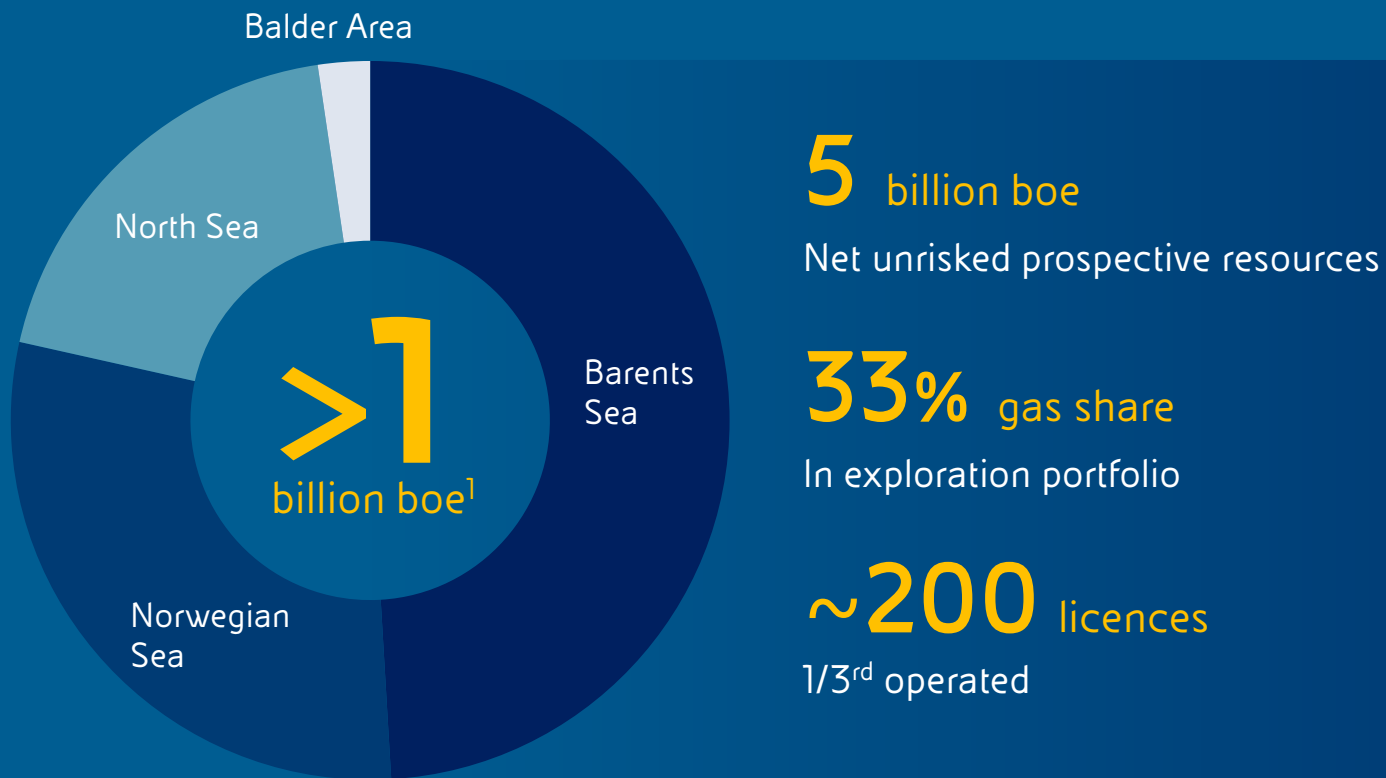 Balder Area
North Sea
Barents
Sea
Norwegian
Sea
>1
billion boe¹
5 billion boe
Net unrisked prospective resources
33% gas share
In exploration portfolio
~200 licences
1/3ʳᵈ operated